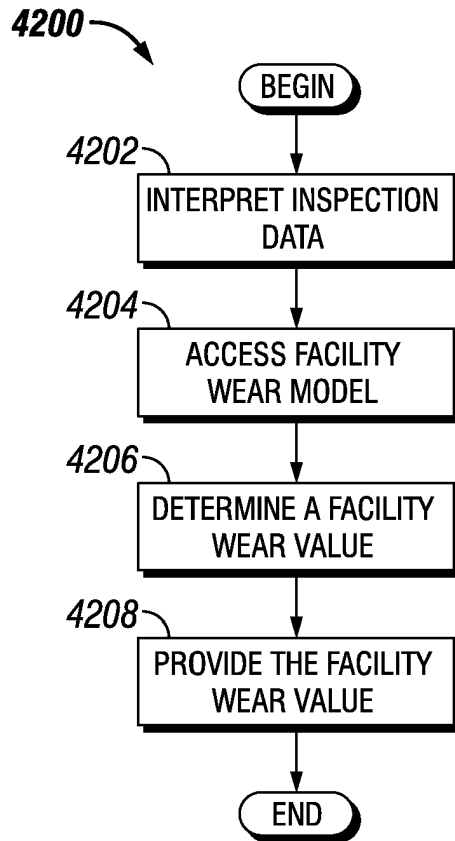 4200
BEGIN
4202
INTERPRET INSPECTION
DATA
4204
ACCESS FACILITY
WEAR MODEL
4206
DETERMINE A FACILITY
WEAR VALUE
4208
PROVIDE THE FACILITY
WEAR VALUE
END